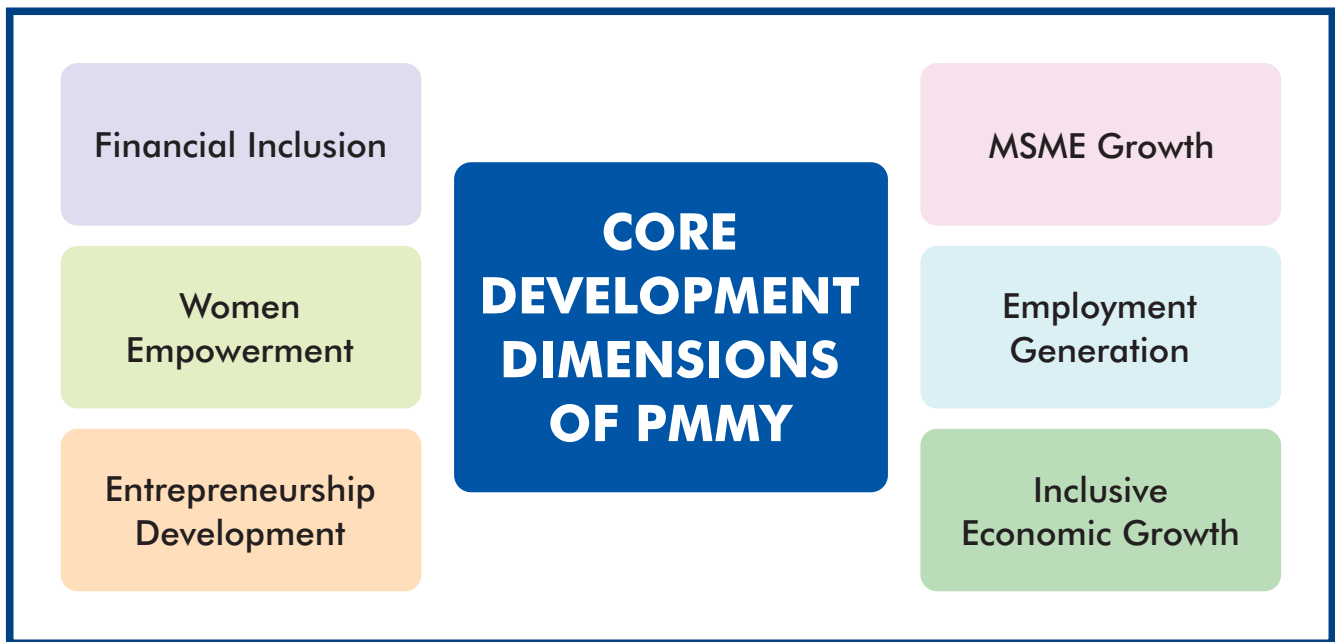 Financial Inclusion
Women
Empowerment
Entrepreneurship
Development
CORE
DEVELOPMENT
DIMENSIONS
OF PMMY
MSME Growth
Employment
Generation
Inclusive
Economic Growth